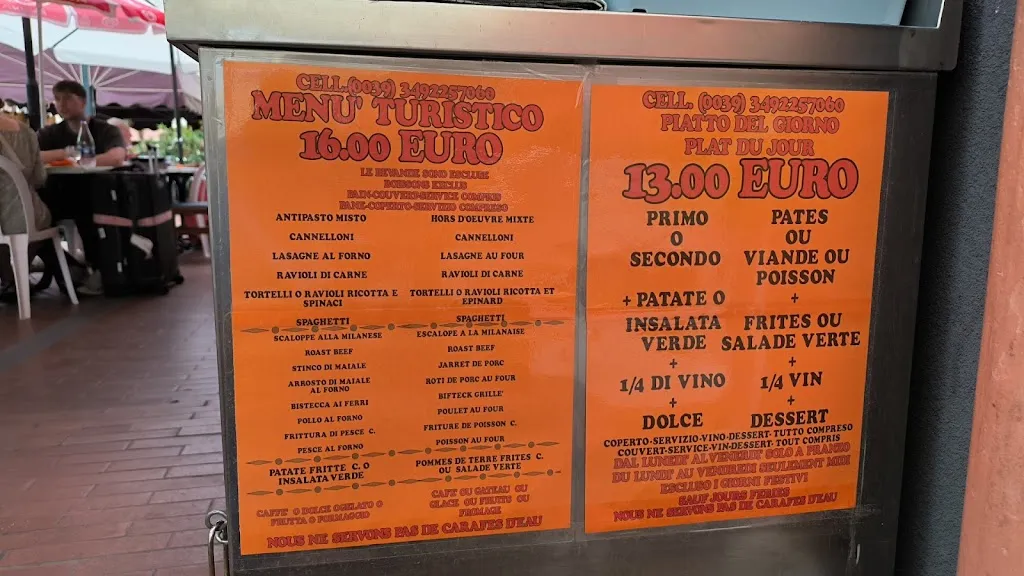 CELL.(0039) 3492257060
MENU' TURISTICO
16.00 EURO
LE BEVANDE SONO ESCLUSE
BOISSONS EXCLUS
PAIN-COUVERT-SERVICE COMPRIS
PANE-COPERTO-SERVIZIO COMPRESO
ANTIPASTO MISTO
HORS D'OEUVRE MIXTE
CANNELLONI
CANNELLONI
LASAGNE AL FORNO
LASAGNE AU FOUR
RAVIOLI DI CARNE
RAVIOLI DI CARNE
TORTELLI O RAVIOLI RICOTTA E
SPINACI
TORTELLI O RAVIOLI RICOTTA ET
EPINARD
SPAGHETTI
SPAGHETTI
SCALOPPE ALLA MILANESE
ESCALOPE A LA MILANAISE
ROAST BEEF
ROAST BEEF
STINCO DI MAIALE
JARRET DE PORC
ARROSTO DI MAIALE
AL FORNO
ROTI DE PORC AU FOUR
BISTECCA AI FERRI
BIFTECK GRILLE'
POLLO AL FORNO
POULET AU FOUR
FRITTURA DI PESCE C.
FRITURE DE POISSON C.
PESCE AL FORNO
POISSON AU FOUR
PATATE FRITTE C. O
INSALATA VERDE
POMMES DE TERRE FRITES C.
OU SALADE VERTE
CAFFE' O DOLCE OGELATO O
FRUTTA O FORMAGGIO
CAFE' OU GATEAU OU
GLACE OU FRUITS OU
FROMAGE
NOUS NE SERVONS PAS DE CARAFES D'EAU
CELL. (0039) 3492257060
PIATTO DEL GIORNO
PLAT DU JOUR
13.00 EURO
PRIMO
O
SECONDO
+ PATATE O
INSALATA
VERDE
+
1/4 DI VINO
+
DOLCE
PATES
OU
VIANDE OU
POISSON
+
FRITES OU
SALADE VERTE
+
1/4 VIN
+
DESSERT
COPERTO-SERVIZIO-VINO-DESSERT- TUTTO COMPRESO
COUVERT-SERVICE-VIN-DESSERT- TOUT COMPRIS
DAL LUNEDI AL VENERDI SOLO A PRANZO
DU LUNDI AU VENDREDI SEULEMENT MIDI
ESCLUSO I GIORNI FESTIVI
SAUF JOURS FERIES
NOUS NE SERVONS PAS DE CARAFES D'EAU